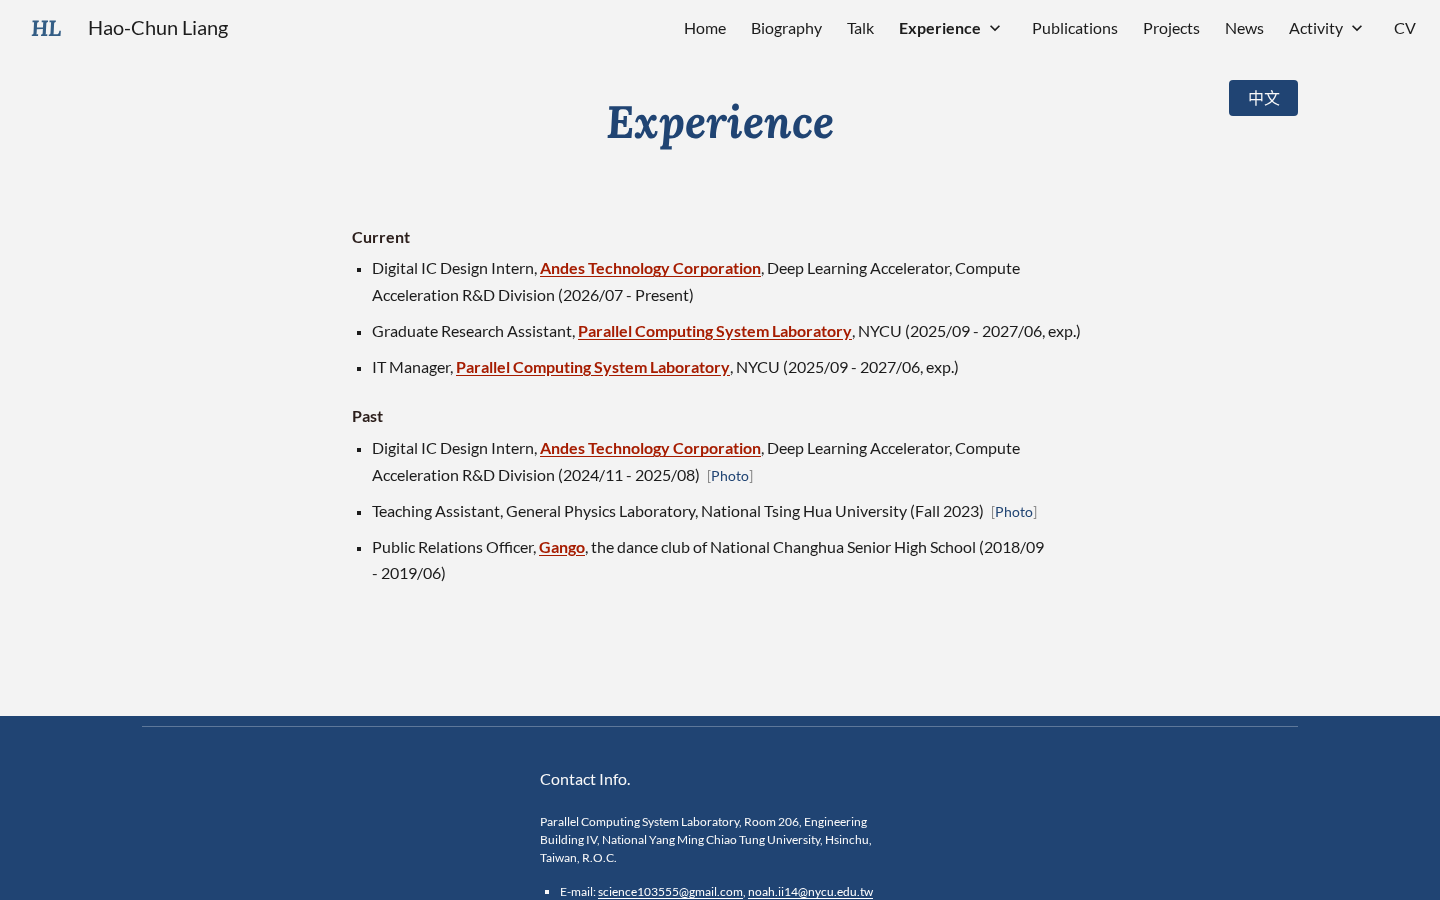 HL Hao-Chun Liang Home Biography Talk Experience Publications Projects News Activity CV
中文
Experience
Current
Digital IC Design Intern, Andes Technology Corporation, Deep Learning Accelerator, Compute
Acceleration R&D Division (2026/07 - Present)
Graduate Research Assistant, Parallel Computing System Laboratory, NYCU (2025/09 - 2027/06, exp.)
IT Manager, Parallel Computing System Laboratory, NYCU (2025/09 - 2027/06, exp.)
Past
Digital IC Design Intern, Andes Technology Corporation, Deep Learning Accelerator, Compute
Acceleration R&D Division (2024/11 - 2025/08) [Photo]
Teaching Assistant, General Physics Laboratory, National Tsing Hua University (Fall 2023) [Photo]
Public Relations Officer, Gango, the dance club of National Changhua Senior High School (2018/09
- 2019/06)
Contact Info.
Parallel Computing System Laboratory, Room 206, Engineering
Building IV, National Yang Ming Chiao Tung University, Hsinchu,
Taiwan, R.O.C.
E-mail: science103555@gmail.com, noah.ii14@nycu.edu.tw